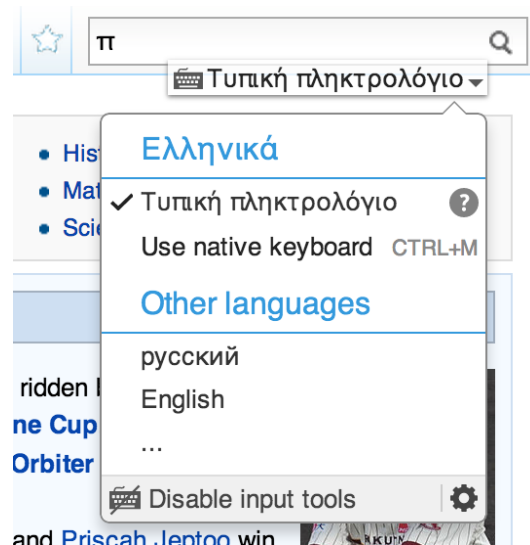 π
Τυπική πληκτρολόγιο
Ελληνικά
Τυπική πληκτρολόγιο
?
Use native keyboard CTRL+M
Other languages
русский
English
...
Disable input tools
ridden
ne Cup
Orbiter
and Priscah Jeptoo win